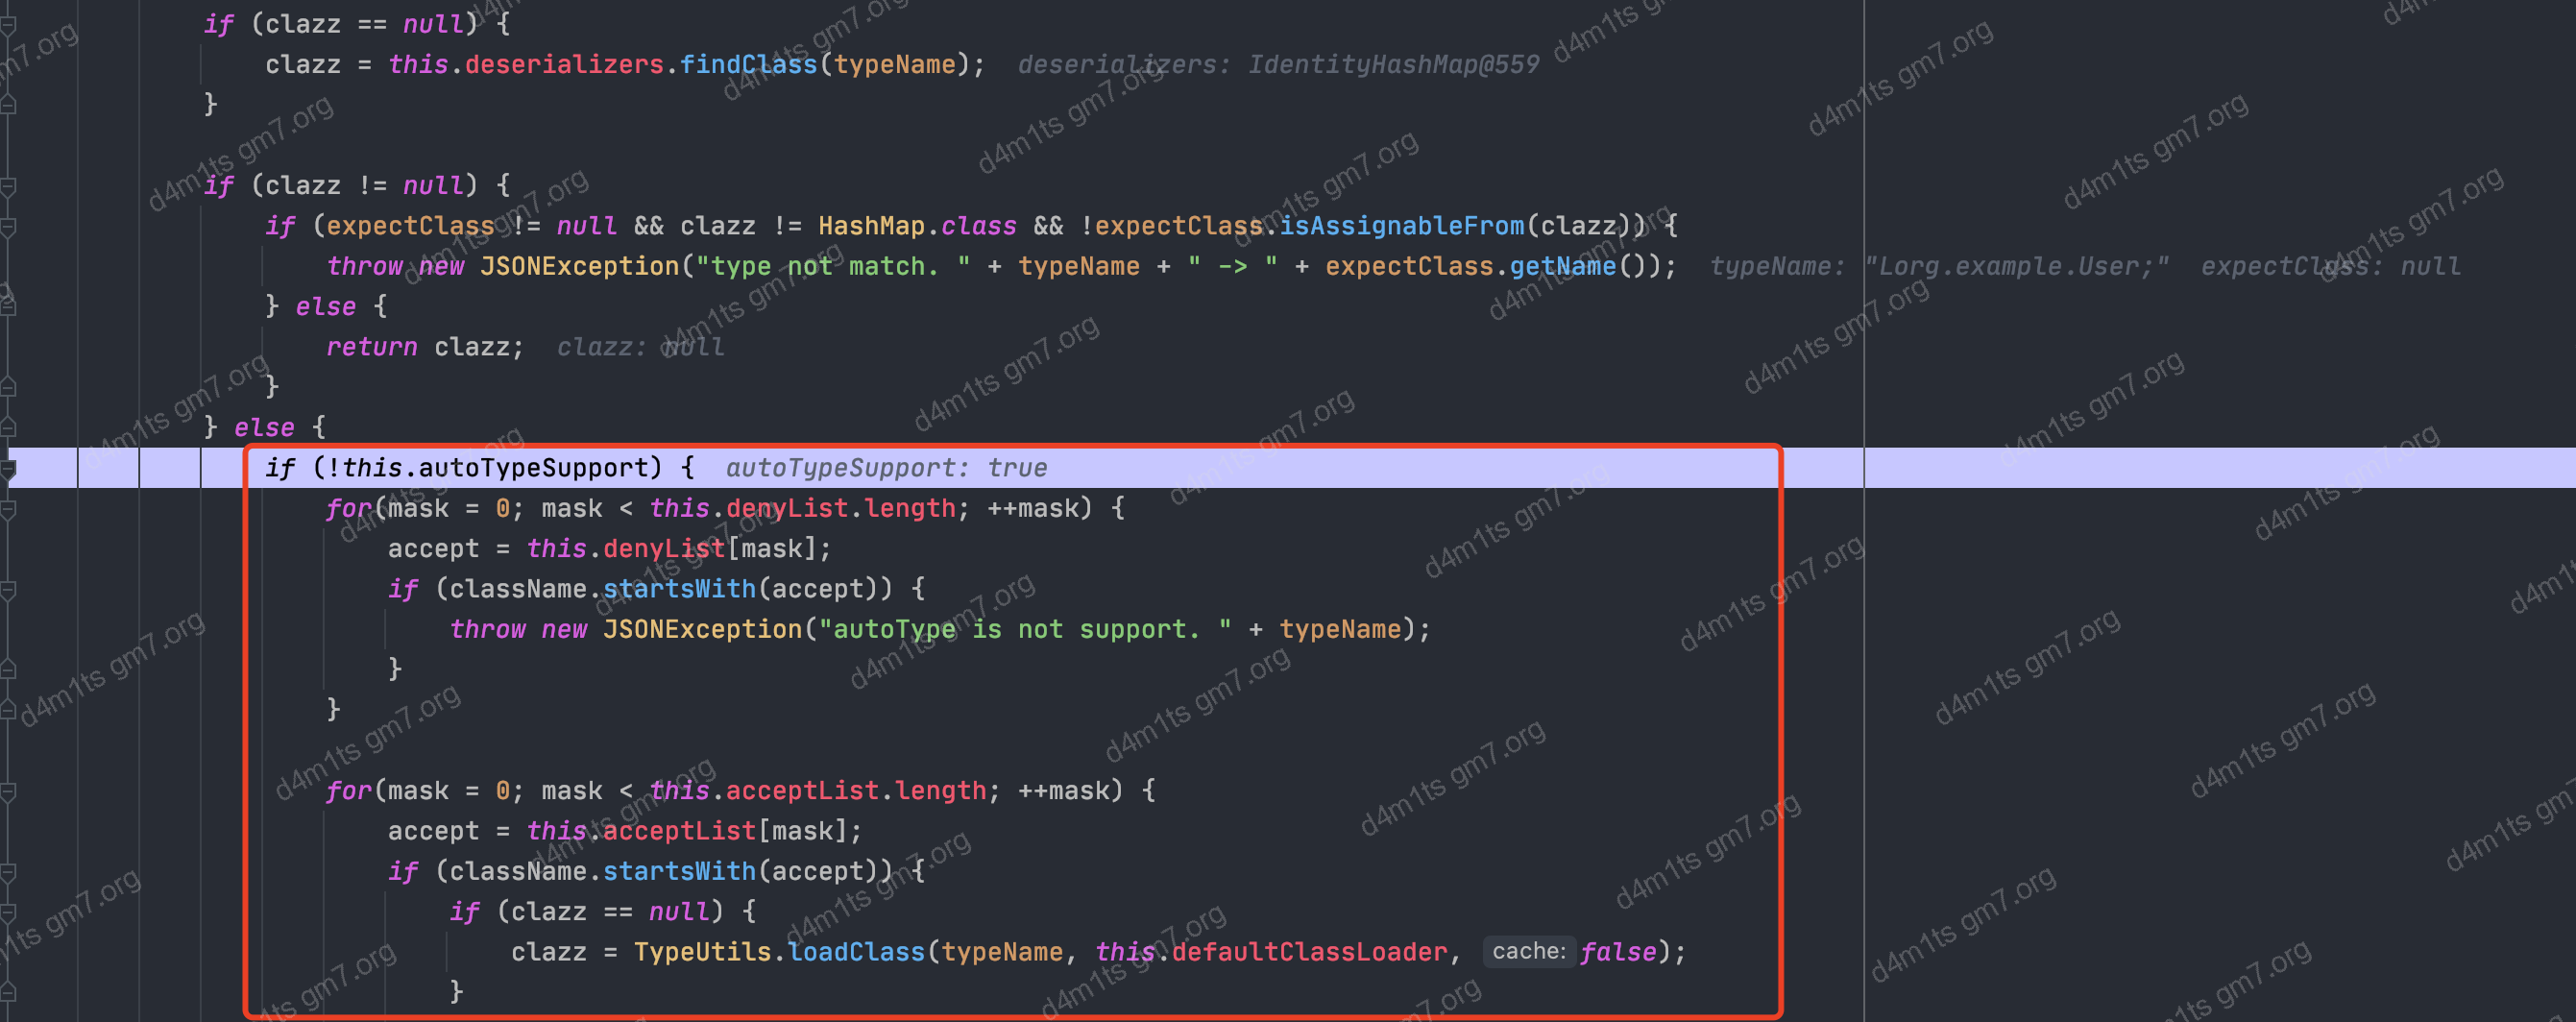 if (clazz == null) {
clazz = this.deserializers.findClass(typeName);  deserializers: IdentityHashMap@559
}
if (clazz != null) {
if (expectClass != null && clazz != HashMap.class && !expectClass.isAssignableFrom(clazz)) {
throw new JSONException("type not match. " + typeName + " -> " + expectClass.getName());  typeName: "Lorg.example.User;"  expectClass: null
} else {
return clazz;  clazz: null
}
} else {
if (!this.autoTypeSupport) {  autoTypeSupport: true
for(mask = 0; mask < this.denyList.length; ++mask) {
accept = this.denyList[mask];
if (className.startsWith(accept)) {
throw new JSONException("autoType is not support. " + typeName);
}
}
for(mask = 0; mask < this.acceptList.length; ++mask) {
accept = this.acceptList[mask];
if (className.startsWith(accept)) {
if (clazz == null) {
clazz = TypeUtils.loadClass(typeName, this.defaultClassLoader, cache: false);
}
d4m1ts gm7.org